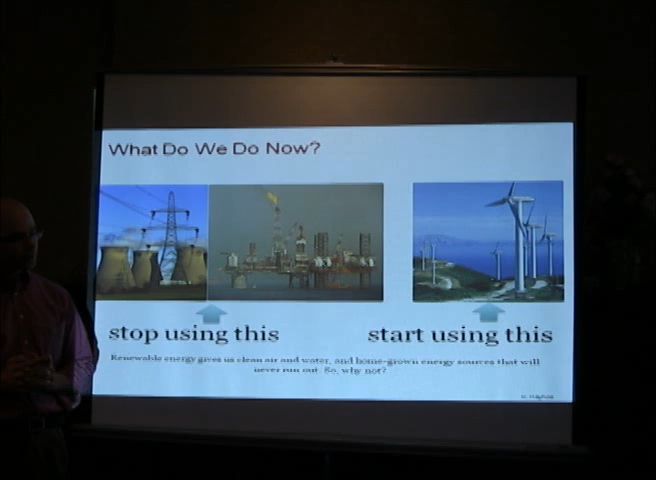 What Do We Do Now?
stop using this
start using this
Renewable energy gives us clean air and water, and home-grown energy sources that will
never run out. So, why not?